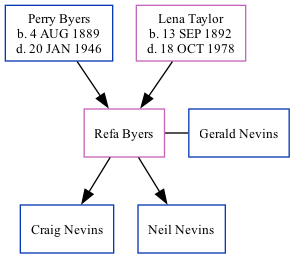 Perry Byers
b. 4 AUG 1889
d. 20 JAN 1946
Lena Taylor
b. 13 SEP 1892
d. 18 OCT 1978
Refa Byers
Gerald Nevins
Craig Nevins
Neil Nevins